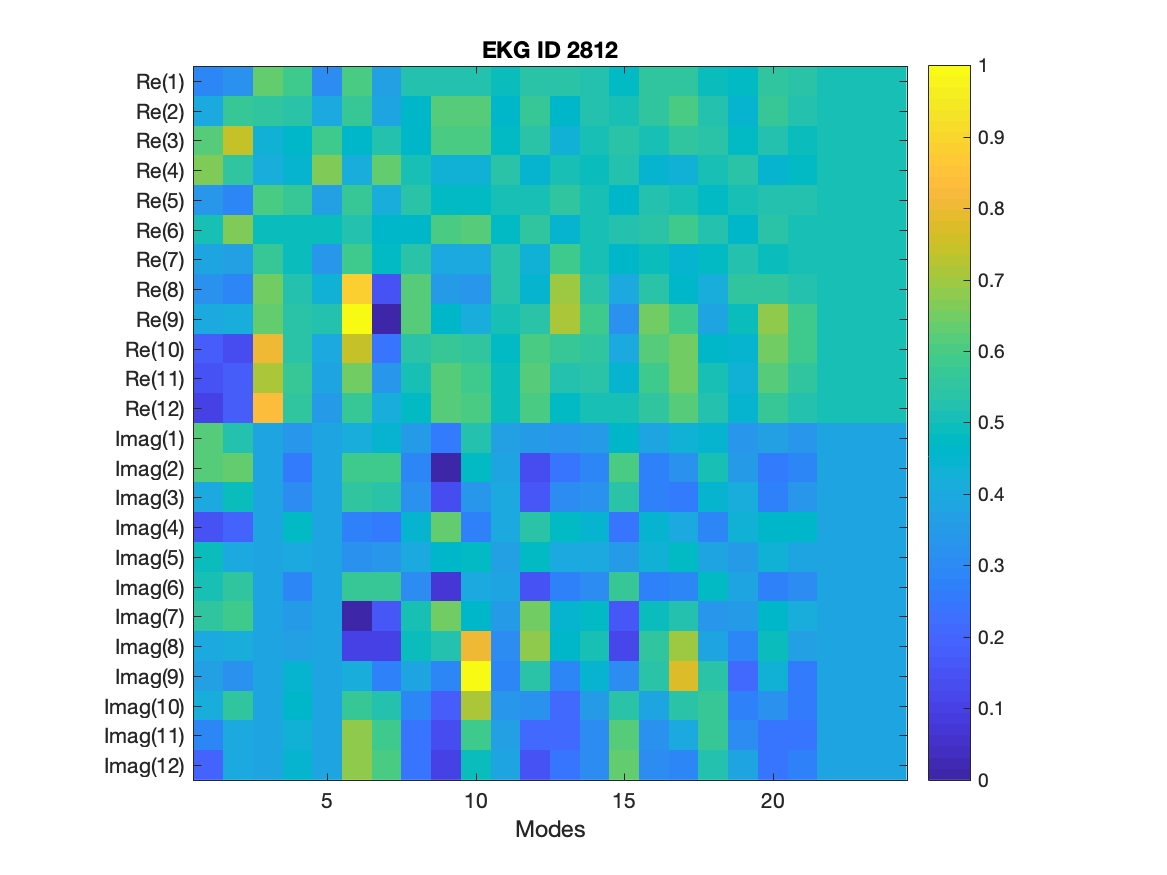 EKG ID 2812
Re(1)
Re(2)
Re(3)
Re(4)
Re(5)
Re(6)
Re(7)
Re(8)
Re(9)
Re(10)
Re(11)
Re(12)
Imag(1)
Imag(2)
Imag(3)
Imag(4)
Imag(5)
Imag(6)
Imag(7)
Imag(8)
Imag(9)
Imag(10)
Imag(11)
Imag(12)
5 10 15 20
Modes
1
0.9
0.8
0.7
0.6
0.5
0.4
0.3
0.2
0.1
0